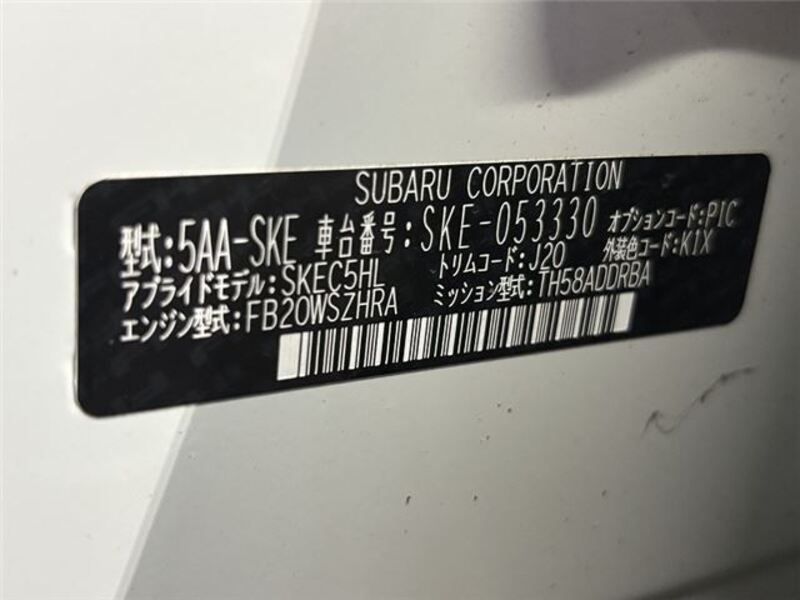 SUBARU CORPORATION
型式:5AA-SKE 車台番号:SKE-053330 オプションコード:PIC
アプライドモデル:SKEC5HL トリムコード:J20 外装色コード:K1X
エンジン型式:FB20WSZHRA ミッション型式:TH58ADDRBA